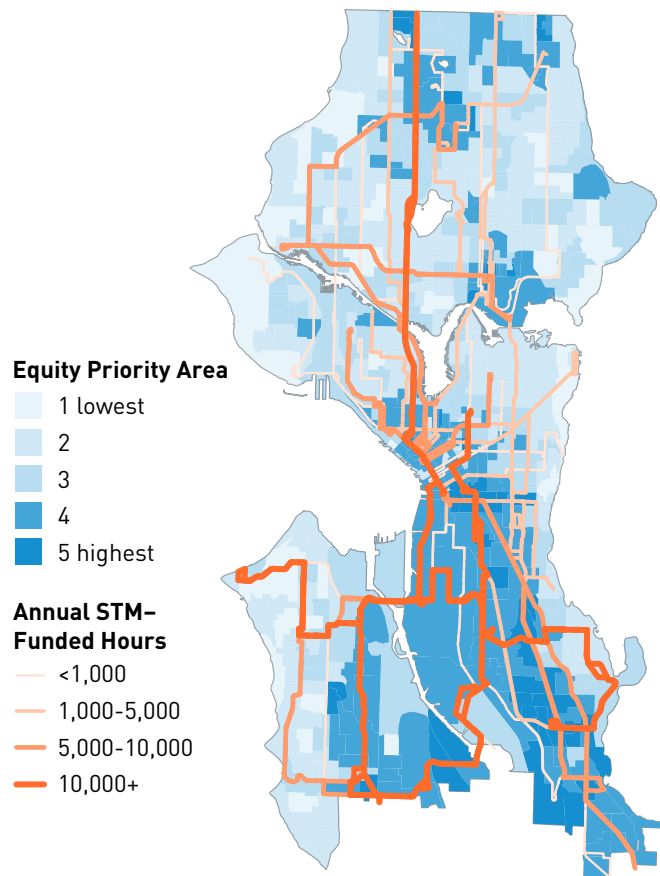 Equity Priority Area
1 lowest
2
3
4
5 highest
Annual STM–
Funded Hours
<1,000
1,000-5,000
5,000-10,000
10,000+